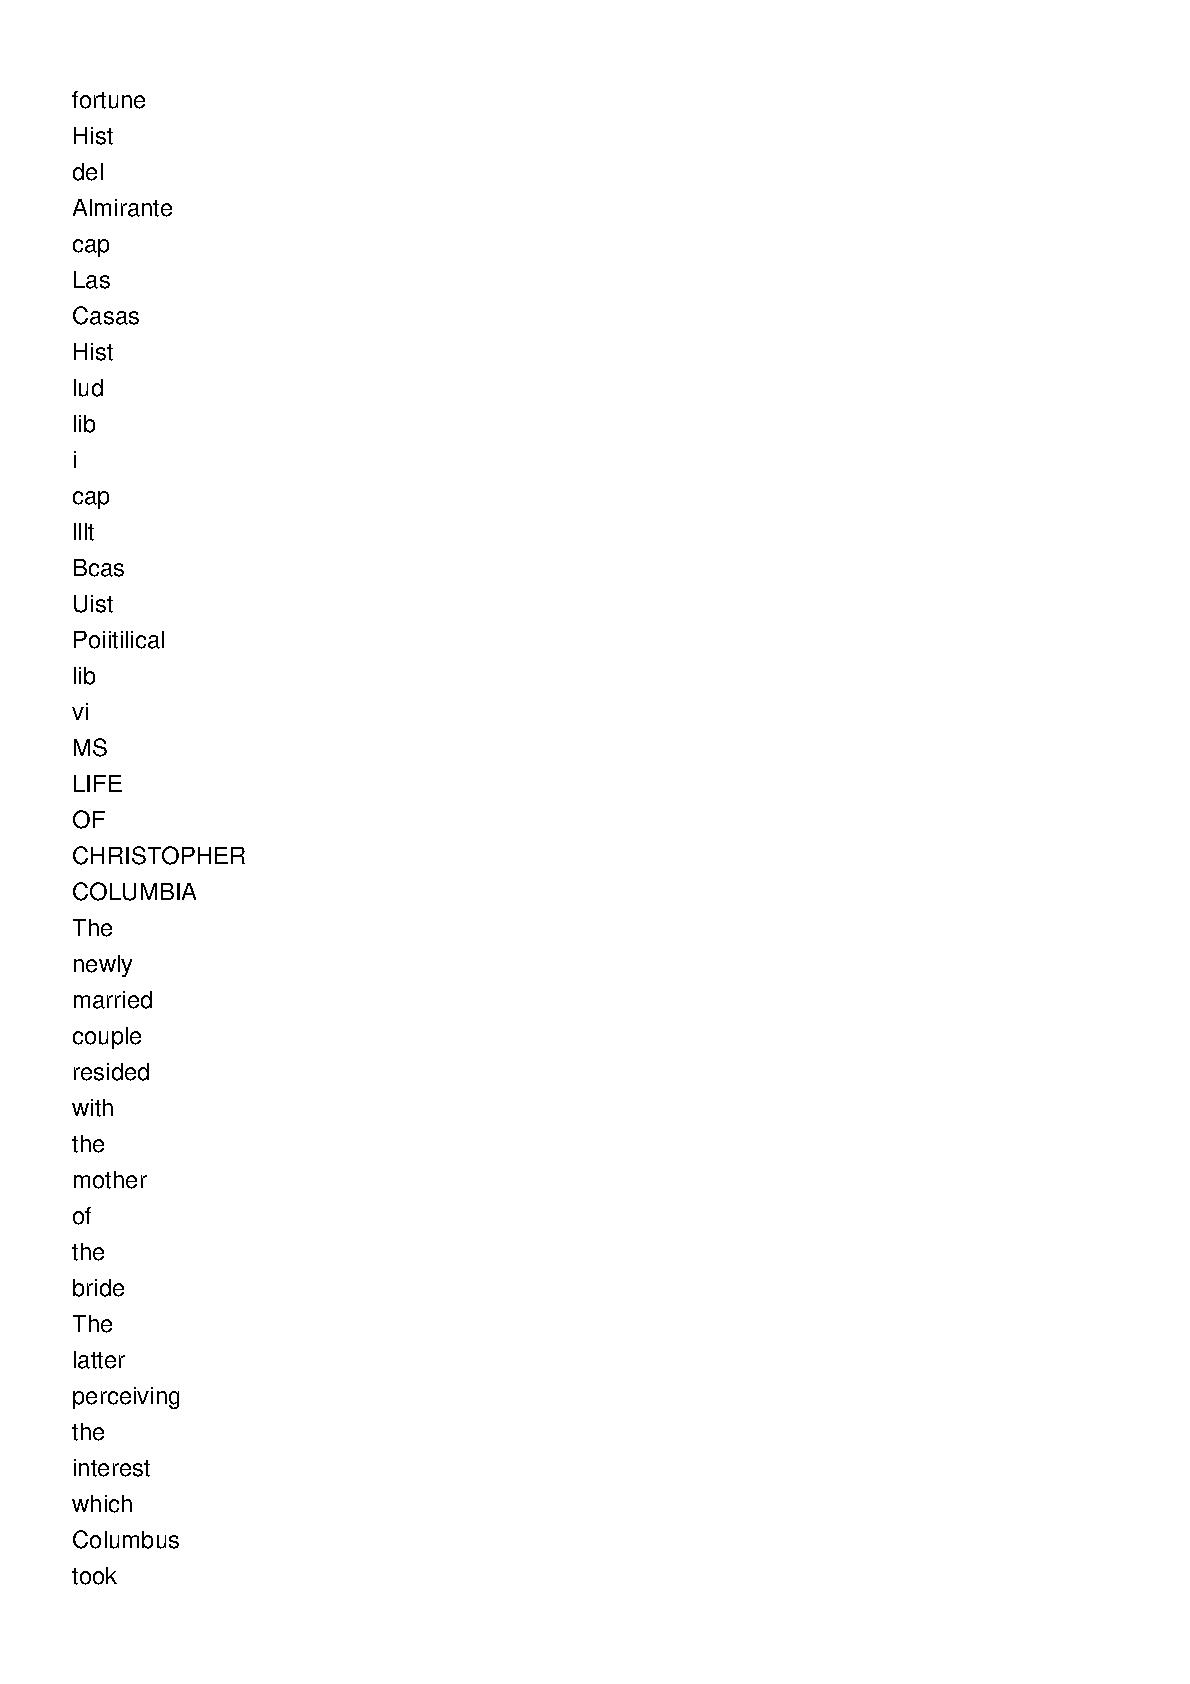 fortune
Hist
del
Almirante
cap
Las
Casas
Hist
lud
lib
i
cap
lllt
Bcas
Uist
Poiitilical
lib
vi
MS
LIFE
OF
CHRISTOPHER
COLUMBIA
The
newly
married
couple
resided
with
the
mother
of
the
bride
The
latter
perceiving
the
interest
which
Columbus
took